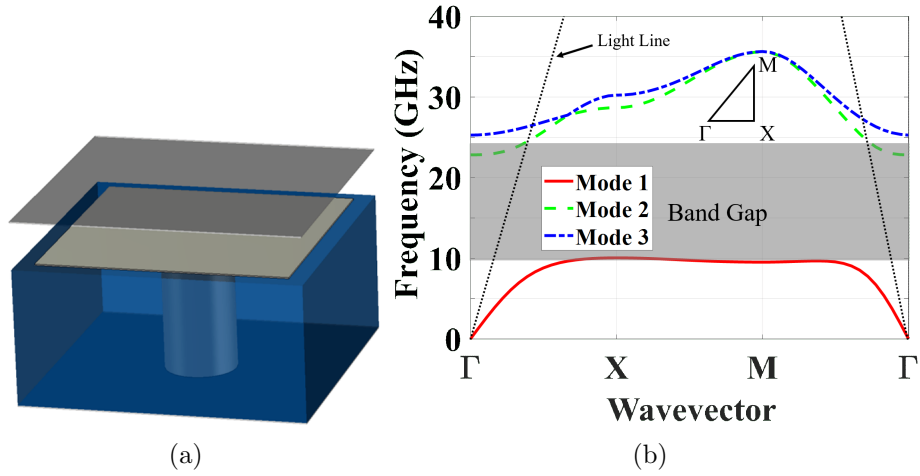 40
30
20
10
0
Frequency (GHz)
Light Line
M
Γ
X
Mode 1
Mode 2
Mode 3
Band Gap
Γ
X
M
Γ
Wavevector
(a)
(b)